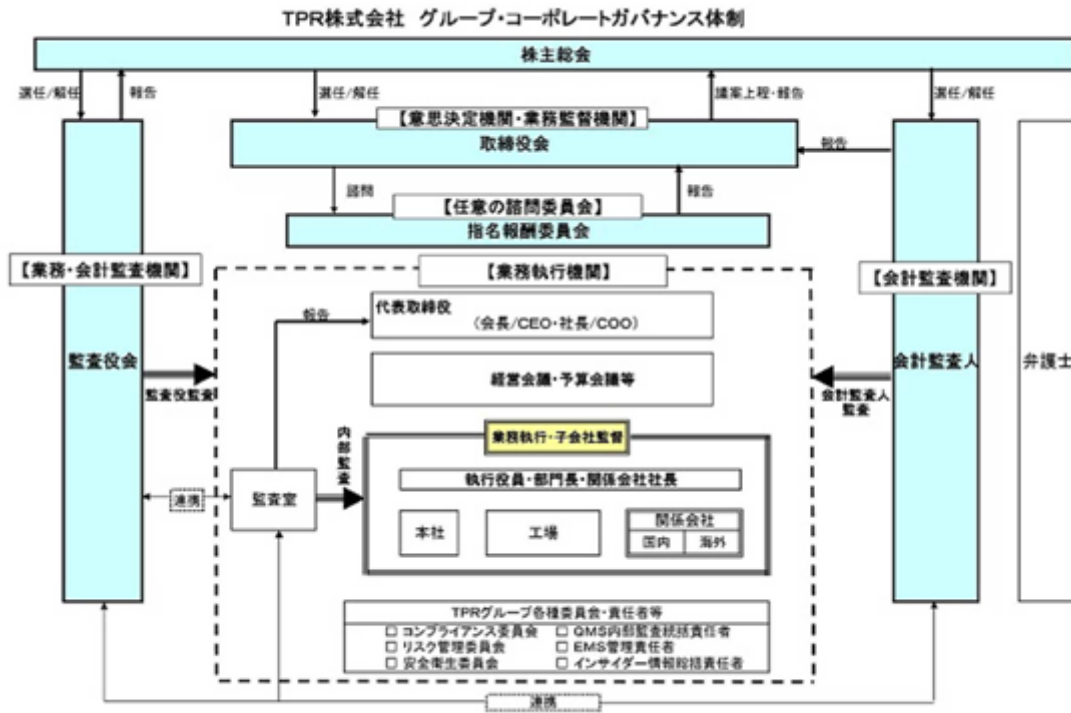 TPR株式会社 グループ・コーポレートガバナンス体制
株主総会
選任/解任
報告
選任/解任
議案上程・報告
選任/解任
【意思決定機関・業務監督機関】
取締役会
報告
諮問
報告
【任意の諮問委員会】
指名報酬委員会
【業務・会計監査機関】
【業務執行機関】
【会計監査機関】
代表取締役
(会長/CEO・社長/COO)
報告
監査役会
会計監査人
弁護士
経営会議・予算会議等
監査役監査
会計監査人
監査
業務執行・子会社監督
内部監査
執行役員・部門長・関係会社社長
監査室
連携
本社
工場
関係会社
国内 海外
TPRグループ各種委員会・責任者等
□ コンプライアンス委員会 □ QMS内部監査統括責任者
□ リスク管理委員会 □ EMS管理責任者
□ 安全衛生委員会 □ インサイダー情報総括責任者
連携